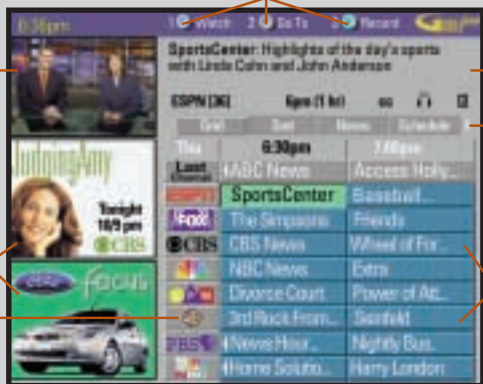 6:36pm
1 Watch 2 Go To 3 Record
SportsCenter: Highlights of the day's sports
with Linda Cohn and John Anderson
ESPN [36] 6pm (1 hr) cc
Grid Sort News Schedule
Thu 6:30pm 7:00pm
Last ABC News Access Holly...
SportsCenter Baseball...
FOX The Simpsons Friends
CBS CBS News Wheel of For...
NBC News Extra
Divorce Court Power of Att...
3rd Rock From... Seinfeld
PBS News Hour... Nightly Bus...
Home Solutio... Harry London
Judging Amy
Tonight
10/9 pm
CBS
Ford focus